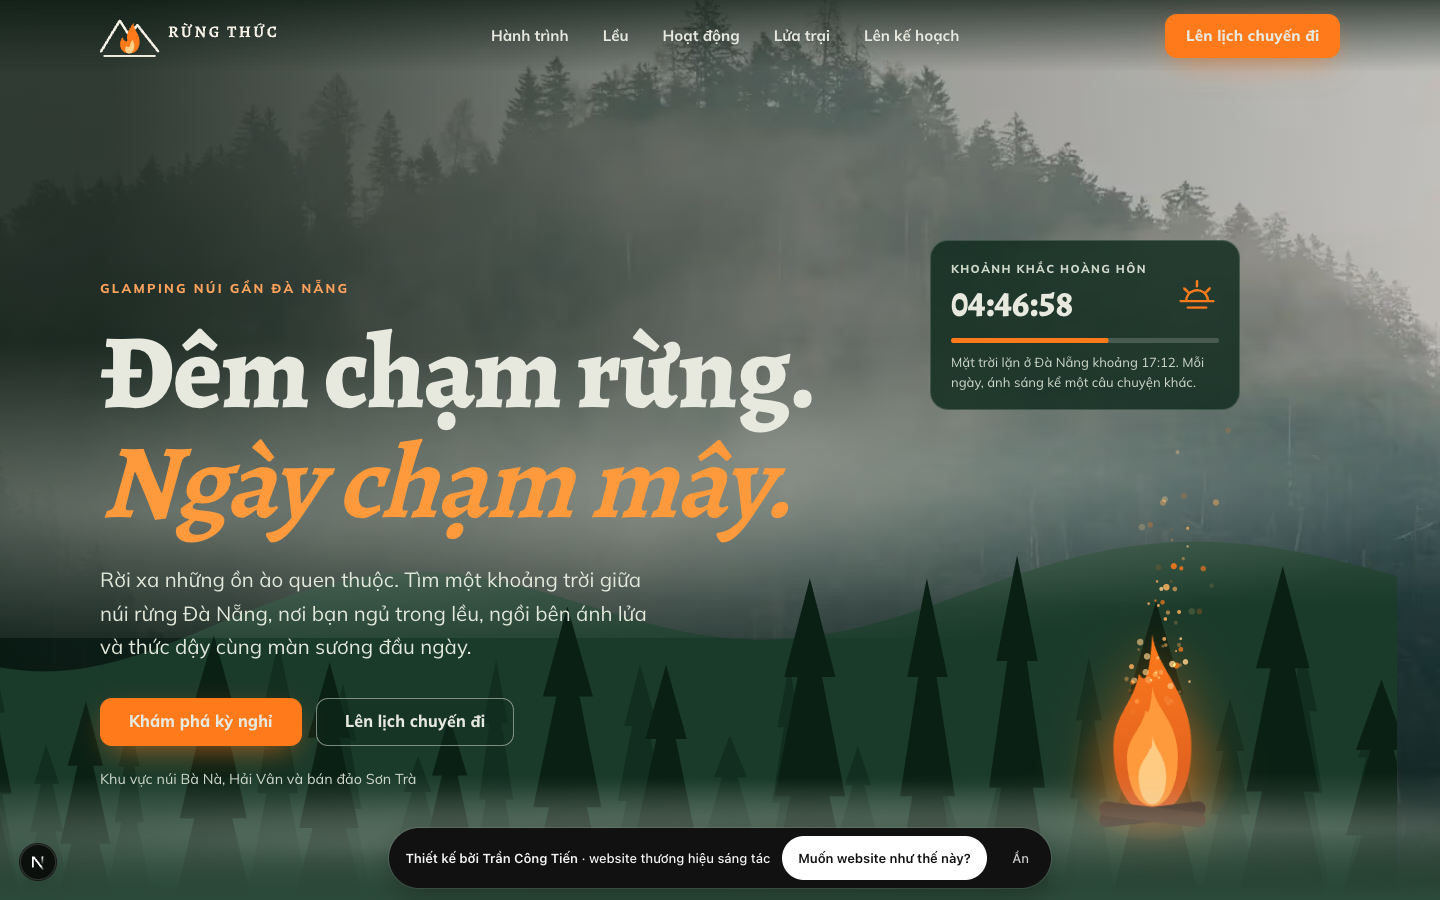 RỪNG THỨC
Hành trình
Lều
Hoạt động
Lửa trại
Lên kế hoạch
Lên lịch chuyến đi
GLAMPING NÚI GẦN ĐÀ NẴNG
Đêm chạm rừng.
Ngày chạm mây.
Rời xa những ồn ào quen thuộc. Tìm một khoảng trời giữa
núi rừng Đà Nẵng, nơi bạn ngủ trong lều, ngồi bên ánh lửa
và thức dậy cùng màn sương đầu ngày.
Khám phá kỳ nghỉ
Lên lịch chuyến đi
Khu vực núi Bà Nà, Hải Vân và bán đảo Sơn Trà
KHOẢNH KHẮC HOÀNG HÔN
04:46:58
Mặt trời lặn ở Đà Nẵng khoảng 17:12. Mỗi
ngày, ánh sáng kể một câu chuyện khác.
N
Thiết kế bởi Trần Công Tiến · website thương hiệu sáng tác
Muốn website như thế này?
Ẩn